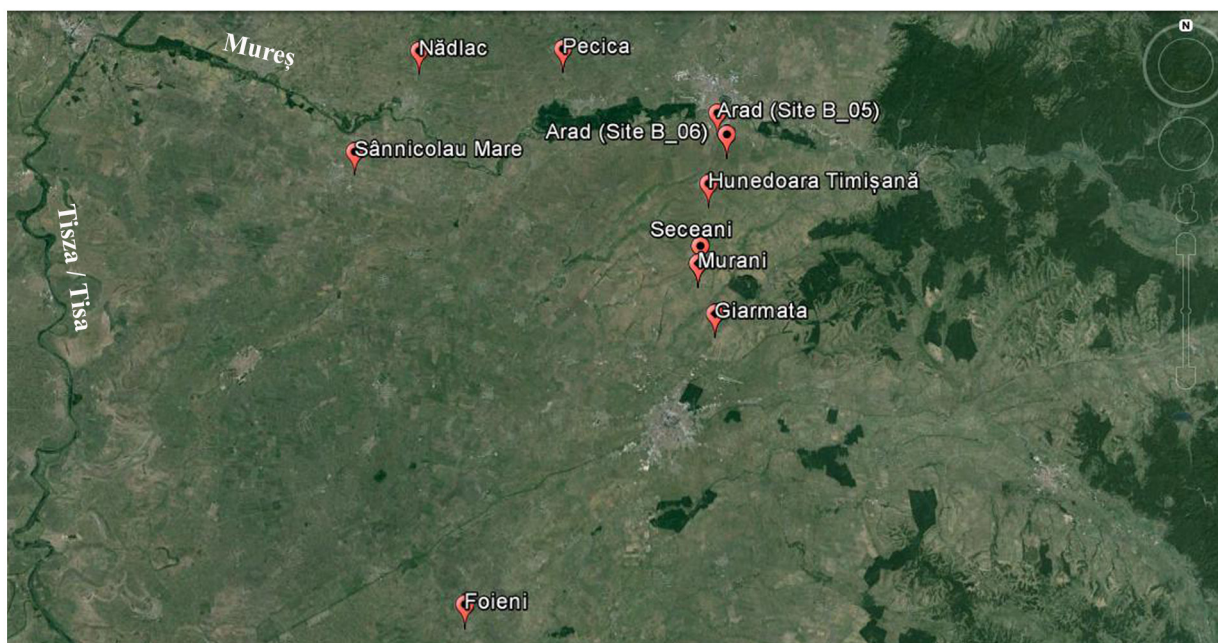 N
Mureș
Nădlac
Pecica
Arad (Site B_05)
Arad (Site B_06)
Sânnicolau Mare
Hunedoara Timișană
Tisza / Tisa
Seceani
Murani
Giarmata
Foieni